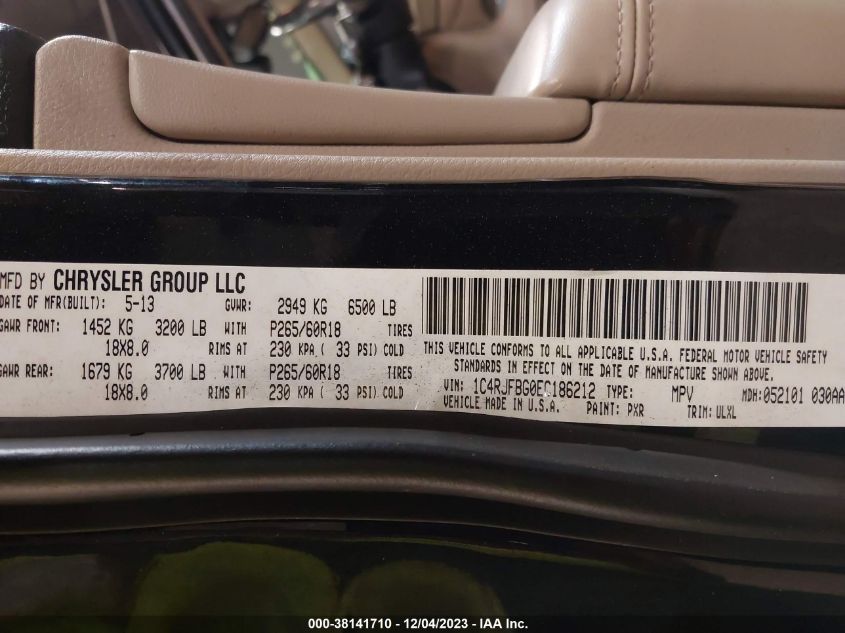 MFD BY CHRYSLER GROUP LLC
DATE OF MFR(BUILT): 5-13 GVWR: 2949 KG 6500 LB
GAWR FRONT: 1452 KG 3200 LB WITH P265/60R18 TIRES
18X8.0 RIMS AT 230 KPA ( 33 PSI) COLD
GAWR REAR: 1679 KG 3700 LB WITH P265/60R18 TIRES
18X8.0 RIMS AT 230 KPA ( 33 PSI) COLD
THIS VEHICLE CONFORMS TO ALL APPLICABLE U.S.A. FEDERAL MOTOR VEHICLE SAFETY
STANDARDS IN EFFECT ON THE DATE OF MANUFACTURE SHOWN ABOVE.
VIN: 1C4RJFBG0EC186212 TYPE: MPV MDH:052101 030AA
VEHICLE MADE IN U.S.A. PAINT: PXR TRIM: ULXL
000-38141710 - 12/04/2023 - IAA Inc.